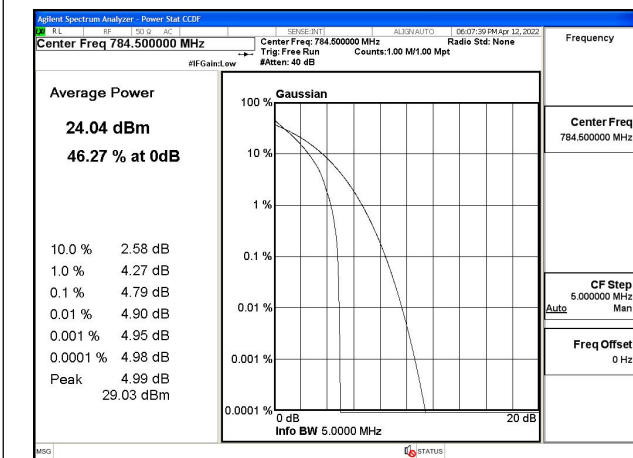 Agilent Spectrum Analyzer - Power Stat CCDF
RL RF 50 Ω AC SENSE:INT ALIGN AUTO 06:07:39 PM Apr 12, 2022
Center Freq 784.500000 MHz
Center Freq: 784.500000 MHz Radio Std: None
Trig: Free Run Counts:1.00 M/1.00 Mpt
#IFGain:Low #Atten: 40 dB
Frequency
Average Power
24.04 dBm
46.27 % at 0dB
10.0 % 2.58 dB
1.0 % 4.27 dB
0.1 % 4.79 dB
0.01 % 4.90 dB
0.001 % 4.95 dB
0.0001 % 4.98 dB
Peak 4.99 dB
29.03 dBm
Gaussian
100 %
10 %
1 %
0.1 %
0.01 %
0.001 %
0.0001 %
0 dB 20 dB
Info BW 5.0000 MHz
Center Freq
784.500000 MHz
CF Step
5.000000 MHz
Auto Man
Freq Offset
0 Hz
MSG STATUS